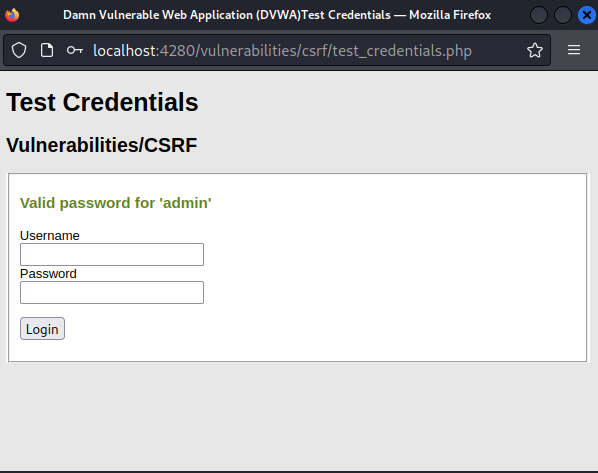 Damn Vulnerable Web Application (DVWA)Test Credentials — Mozilla Firefox
localhost:4280/vulnerabilities/csrf/test_credentials.php
Test Credentials
Vulnerabilities/CSRF
Valid password for 'admin'
Username
Password
Login